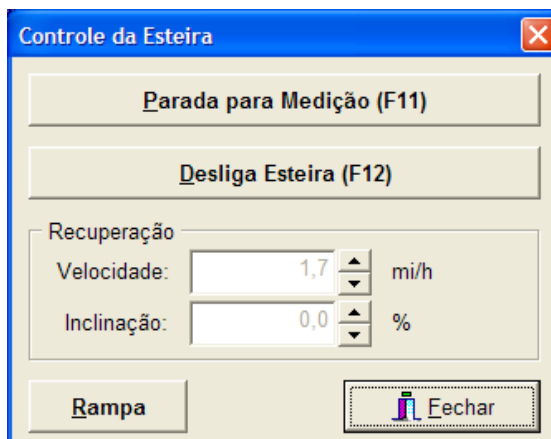 Controle da Esteira
Parada para Medição (F11)
Desliga Esteira (F12)
Recuperação
Velocidade: 1,7 mi/h
Inclinação: 0,0 %
Rampa Fechar